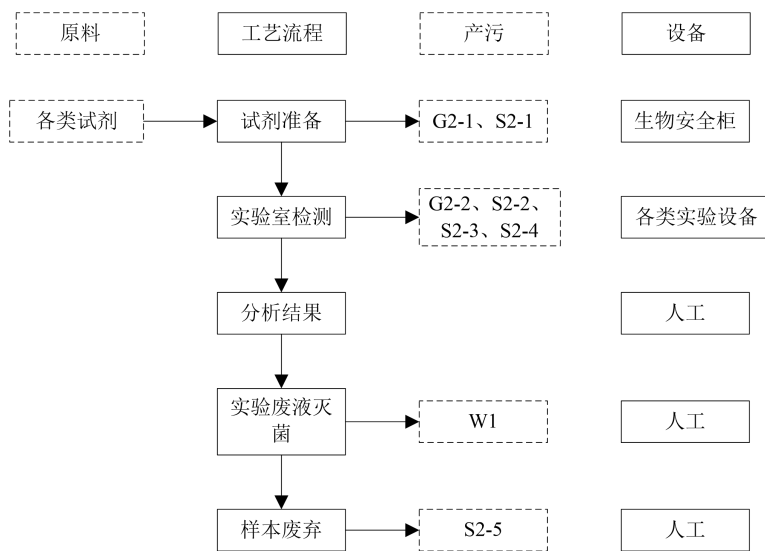 原料 工艺流程 产污 设备
各类试剂 试剂准备 G2-1、S2-1 生物安全柜
实验室检测 G2-2、S2-2、
S2-3、S2-4 各类实验设备
分析结果 人工
实验废液灭
菌 W1 人工
样本废弃 S2-5 人工